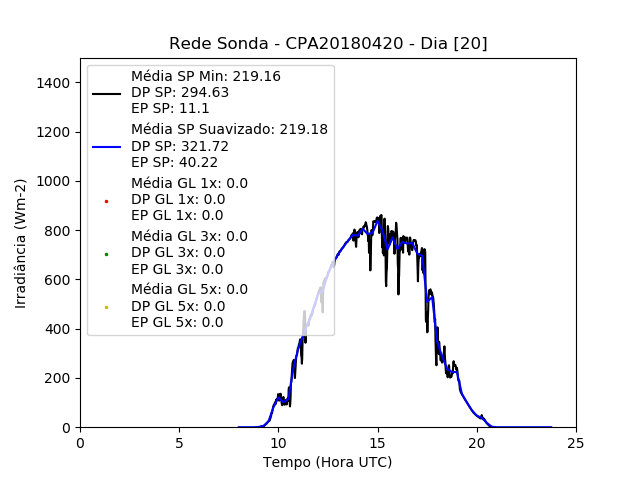 Rede Sonda - CPA20180420 - Dia [20]
Média SP Min: 219.16
DP SP: 294.63
EP SP: 11.1
Média SP Suavizado: 219.18
DP SP: 321.72
EP SP: 40.22
Média GL 1x: 0.0
DP GL 1x: 0.0
EP GL 1x: 0.0
Média GL 3x: 0.0
DP GL 3x: 0.0
EP GL 3x: 0.0
Média GL 5x: 0.0
DP GL 5x: 0.0
EP GL 5x: 0.0
Irradiância (Wm-2)
1400
1200
1000
800
600
400
200
0
0 5 10 15 20 25
Tempo (Hora UTC)